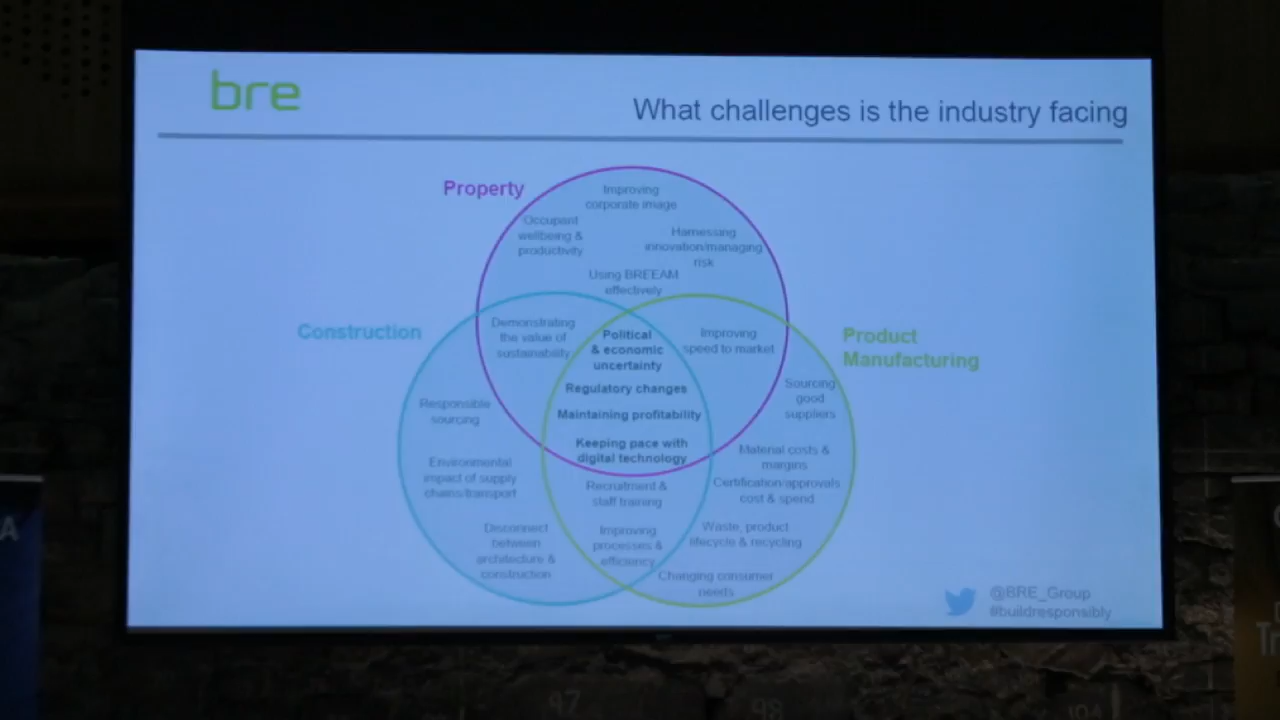 bre
What challenges is the industry facing
Property
Improving
corporate image
Occupant
wellbeing &
productivity
Harnessing
innovation/managing
risk
Using BREEAM
effectively
Construction
Demonstrating
the value of
sustainability
Political
& economic
uncertainty
Improving
speed to market
Product
Manufacturing
Regulatory changes
Maintaining profitability
Keeping pace with
digital technology
Sourcing
good
suppliers
Responsible
sourcing
Environmental
impact of supply
chains/transport
Disconnect
between
architecture &
construction
Recruitment &
staff training
Improving
processes &
efficiency
Material costs &
margins
Certification/approvals
cost & spend
Waste, product
lifecycle & recycling
Changing consumer
needs
@BRE_Group
#buildresponsibly
A
97
98